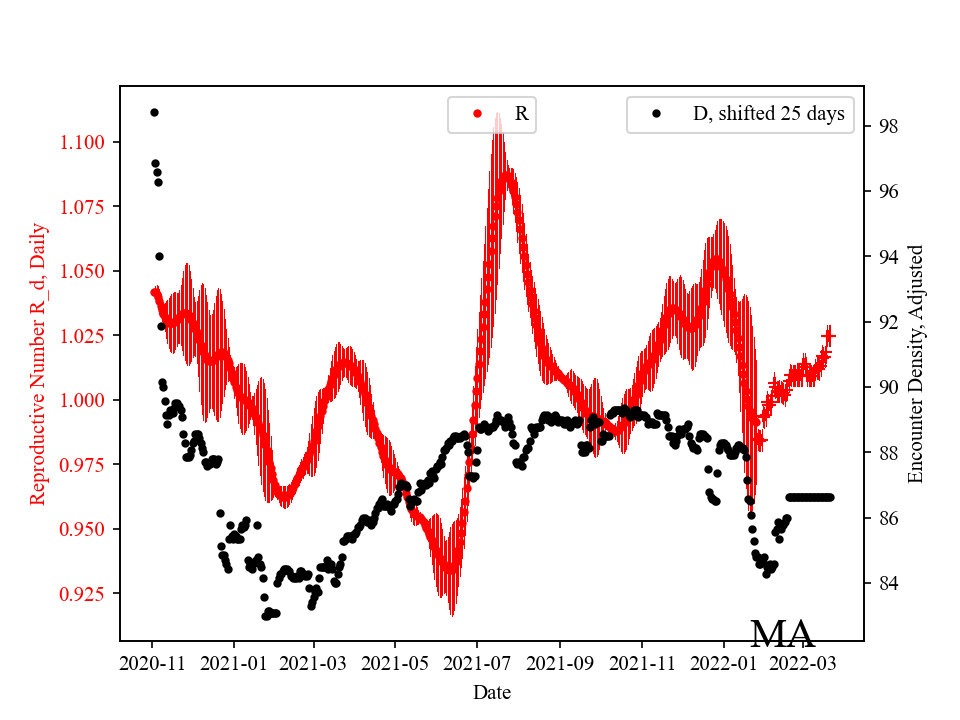 R
D, shifted 25 days
1.100
1.075
1.050
1.025
1.000
0.975
0.950
0.925
Reproductive Number R_d, Daily
98
96
94
92
90
88
86
84
Encounter Density, Adjusted
MA
2020-11 2021-01 2021-03 2021-05 2021-07 2021-09 2021-11 2022-01 2022-03
Date